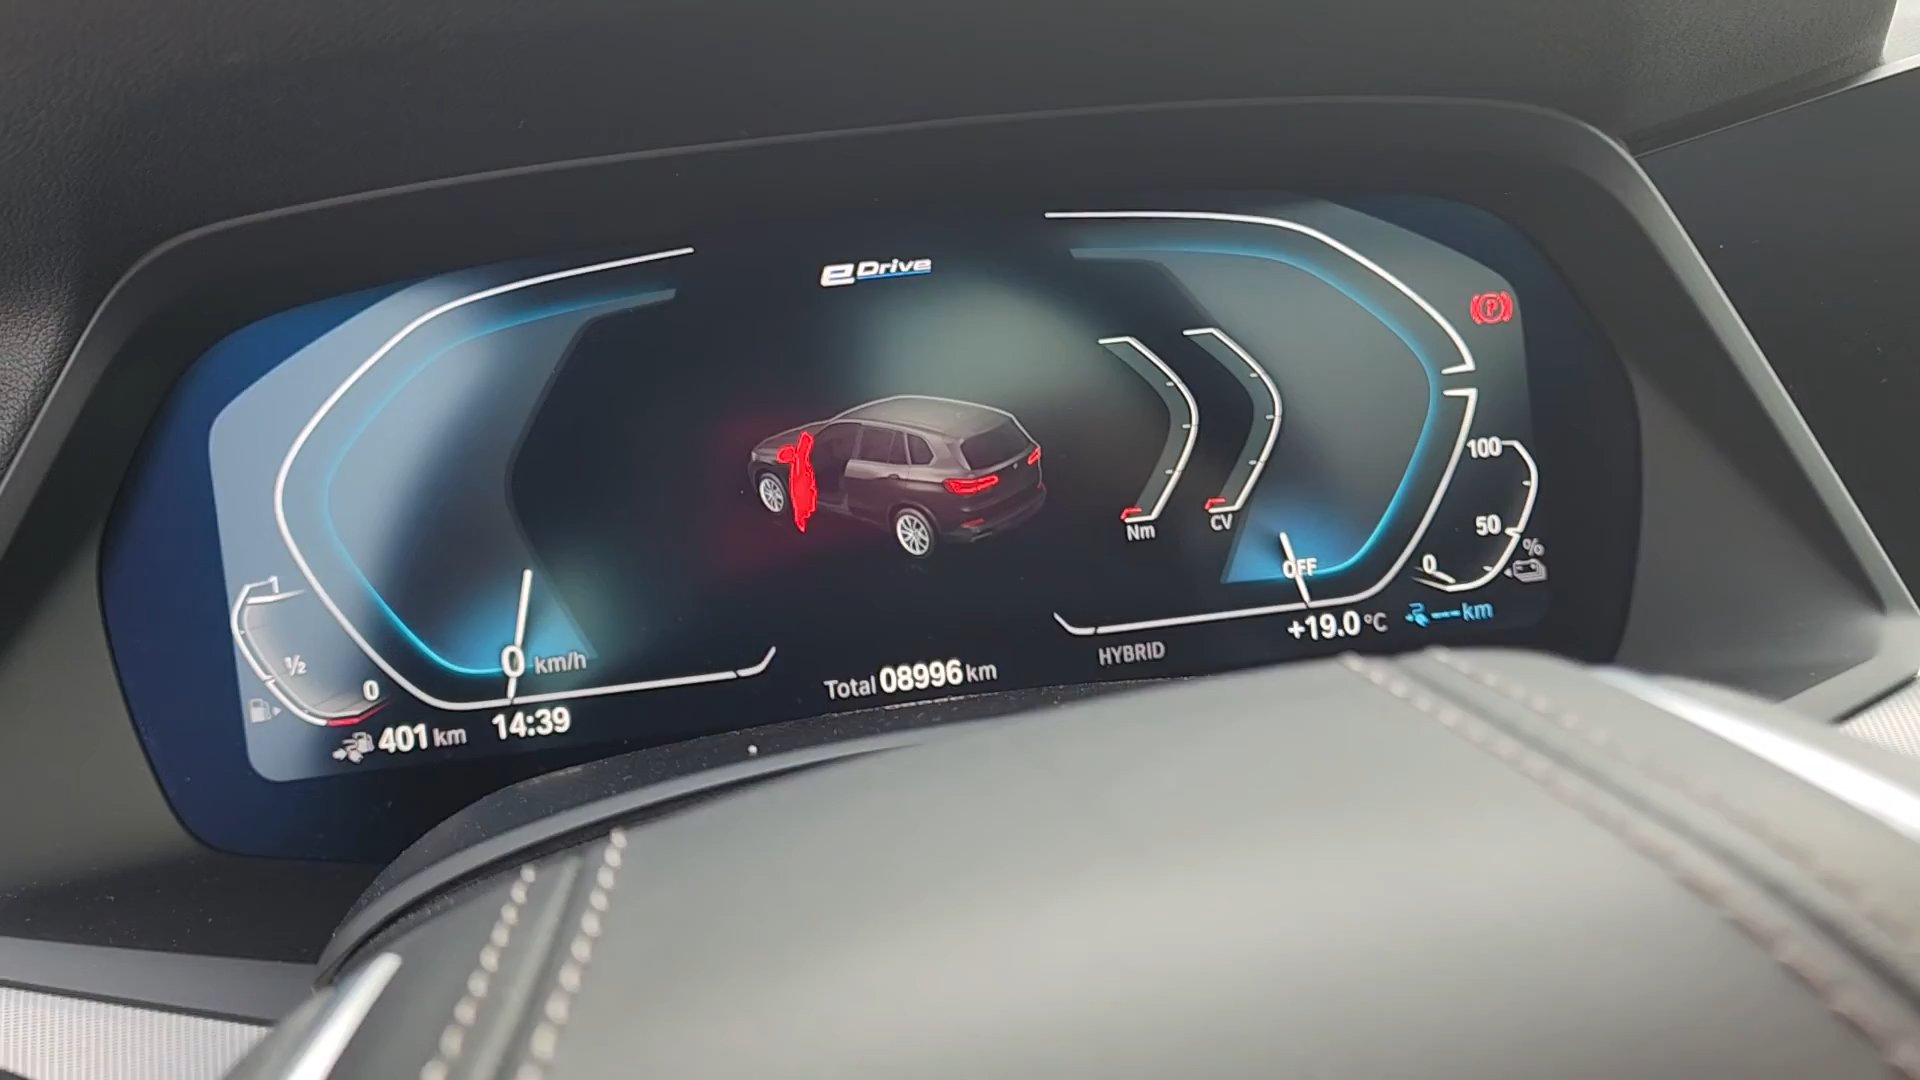 eDrive
P
100
50
%
0
Nm
CV
OFF
1
1/2
0
0 km/h
+19.0 °C
--- km
HYBRID
Total 08996 km
401 km
14:39